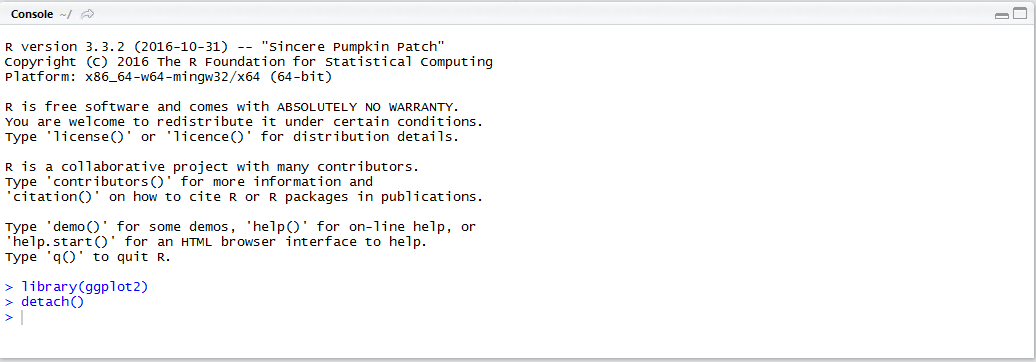 Console ~/
R version 3.3.2 (2016-10-31) -- "Sincere Pumpkin Patch"
Copyright (C) 2016 The R Foundation for Statistical Computing
Platform: x86_64-w64-mingw32/x64 (64-bit)
R is free software and comes with ABSOLUTELY NO WARRANTY.
You are welcome to redistribute it under certain conditions.
Type 'license()' or 'licence()' for distribution details.
R is a collaborative project with many contributors.
Type 'contributors()' for more information and
'citation()' on how to cite R or R packages in publications.
Type 'demo()' for some demos, 'help()' for on-line help, or
'help.start()' for an HTML browser interface to help.
Type 'q()' to quit R.
> library(ggplot2)
> detach()
>